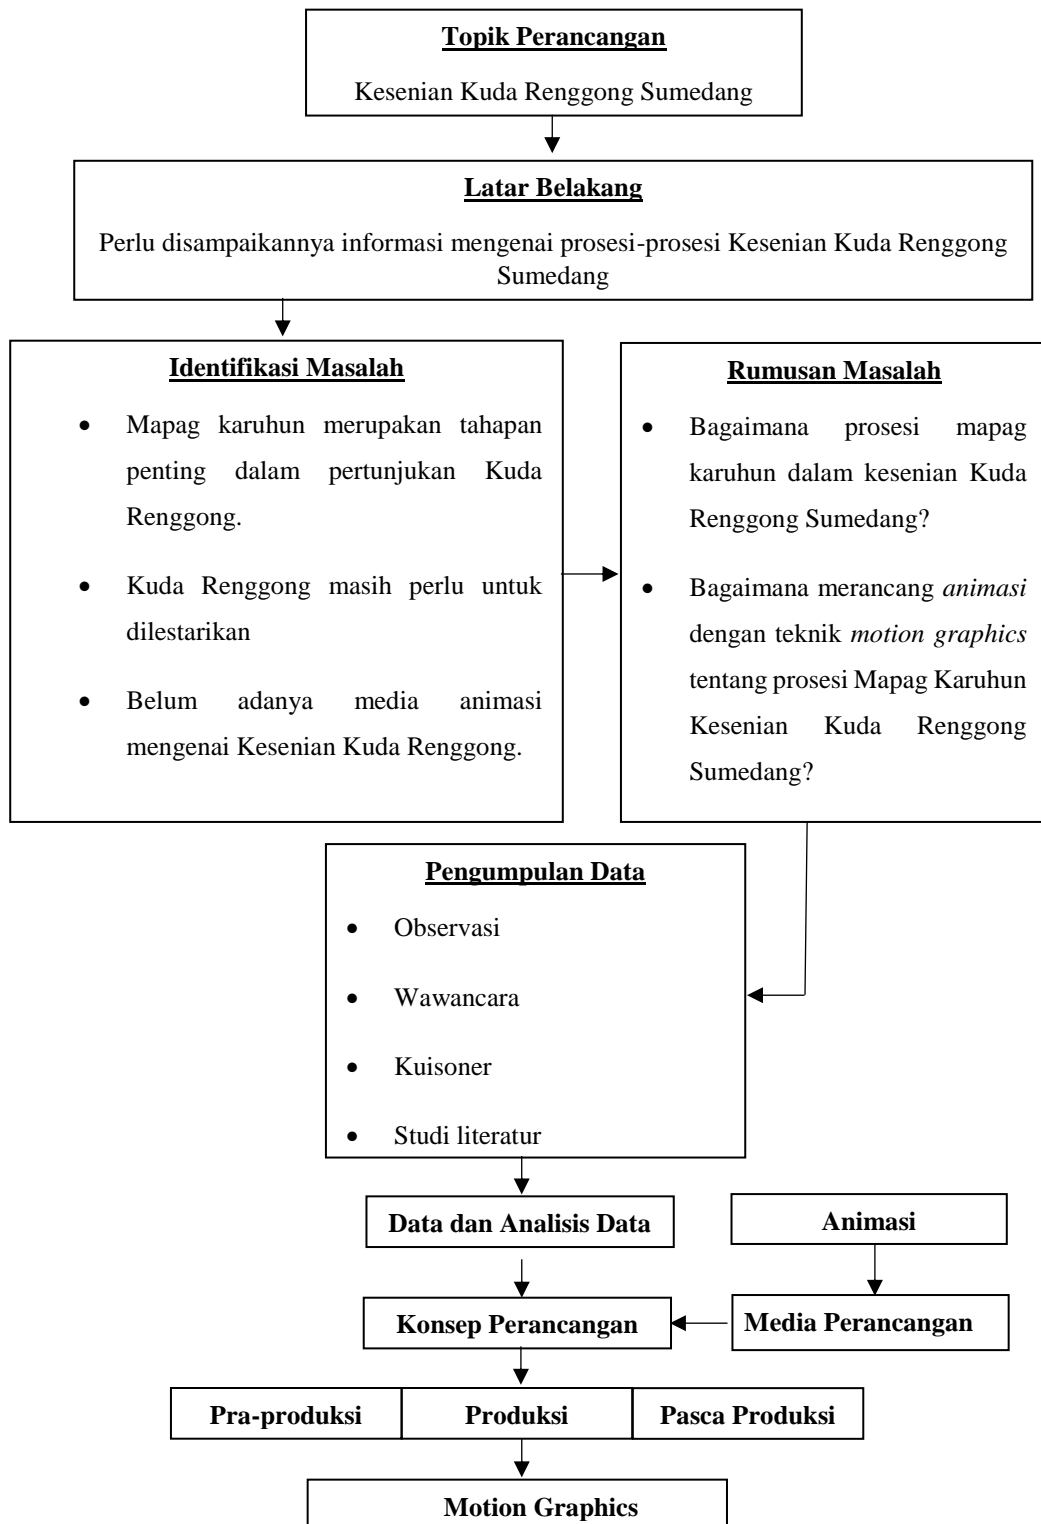 Topik Perancangan
Kesenian Kuda Renggong Sumedang
Latar Belakang
Perlu disampaikannya informasi mengenai prosesi-prosesi Kesenian Kuda Renggong
Sumedang
Identifikasi Masalah
• Mapag karuhun merupakan tahapan
penting dalam pertunjukan Kuda
Renggong.
• Kuda Renggong masih perlu untuk
dilestarikan
• Belum adanya media animasi
mengenai Kesenian Kuda Renggong.
Rumusan Masalah
• Bagaimana prosesi mapag
karuhun dalam kesenian Kuda
Renggong Sumedang?
• Bagaimana merancang animasi
dengan teknik motion graphics
tentang prosesi Mapag Karuhun
Kesenian Kuda Renggong
Sumedang?
Pengumpulan Data
• Observasi
• Wawancara
• Kuisoner
• Studi literatur
Data dan Analisis Data
Animasi
Konsep Perancangan
Media Perancangan
Pra-produksi
Produksi
Pasca Produksi
Motion Graphics